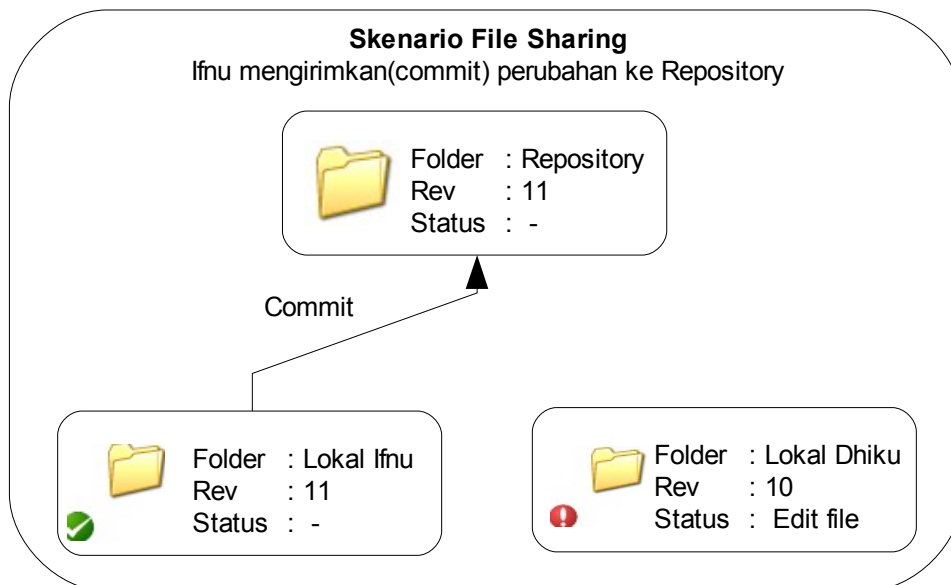 Skenario File Sharing
Ifnu mengirimkan(commit) perubahan ke Repository
Folder : Repository
Rev : 11
Status : -
Commit
Folder : Lokal Ifnu
Rev : 11
Status : -
Folder : Lokal Dhiku
Rev : 10
Status : Edit file